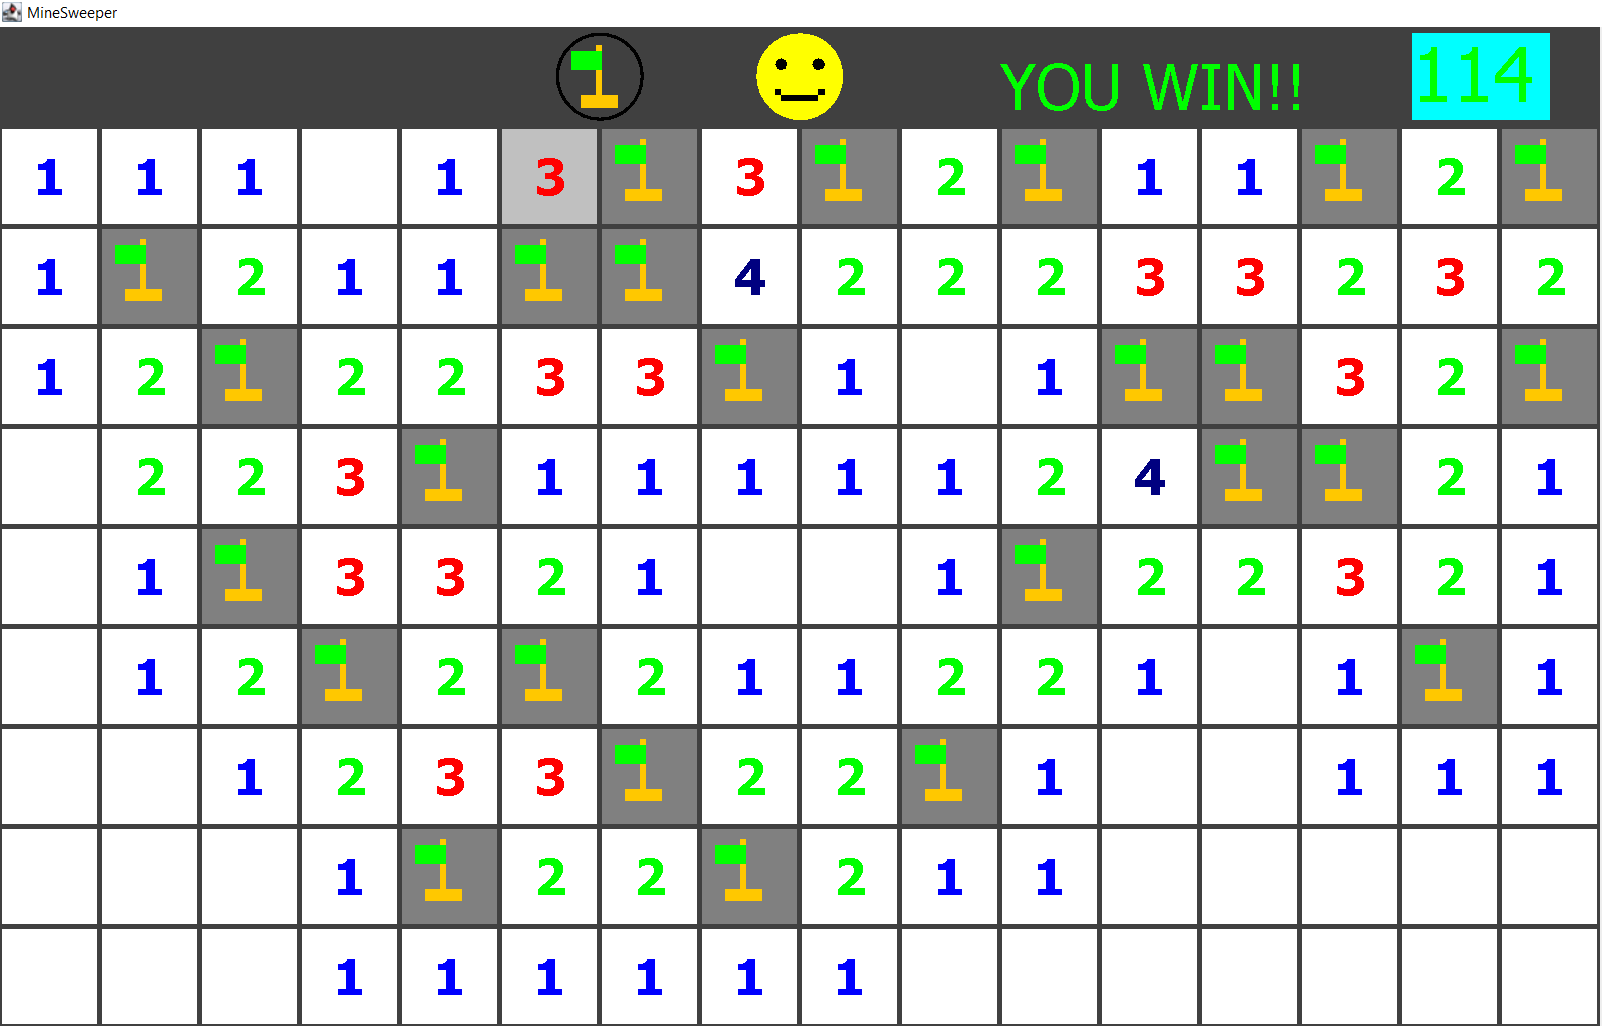 MineSweeper
YOU WIN!! 114
1 1 1 1 3 3 2 1 1 2
1 2 1 1 4 2 2 2 3 3 2 3 2
1 2 2 2 3 3 1 1 3 2
2 2 3 1 1 1 1 1 2 4 2 1
1 3 3 2 1 1 2 2 3 2 1
1 2 2 2 1 1 2 2 1 1 1
1 2 3 3 2 2 1 1 1 1
1 2 2 2 1 1
1 1 1 1 1 1